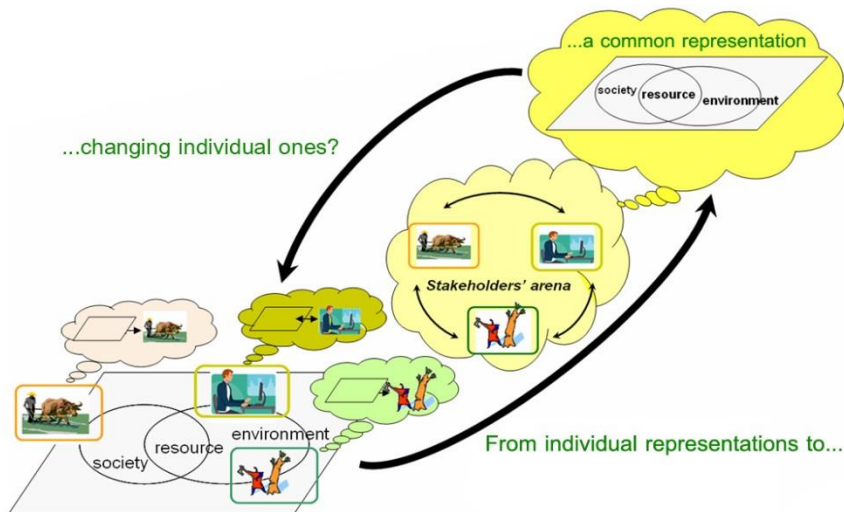 ...a common representation
society
resource
environment
...changing individual ones?
Stakeholders' arena
environment
resource
society
From individual representations to...